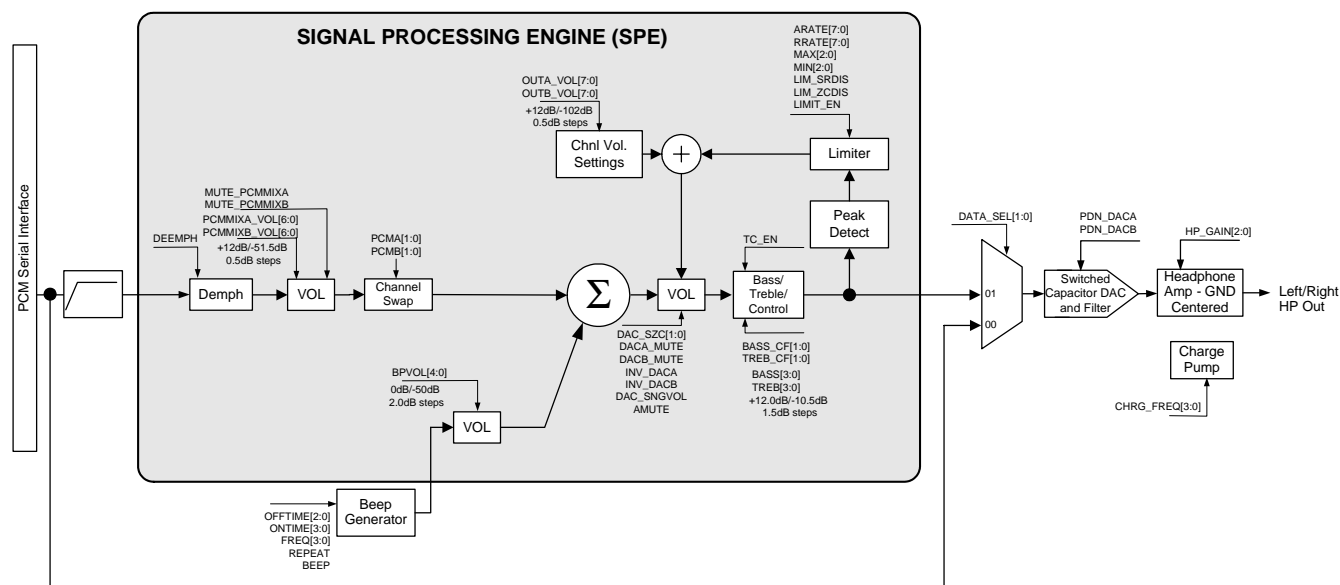 SIGNAL PROCESSING ENGINE (SPE)
PCM Serial Interface
ARATE[7:0]
RRATE[7:0]
MAX[2:0]
MIN[2:0]
LIM_SRDIS
LIM_ZCDIS
LIMIT_EN
OUTA_VOL[7:0]
OUTB_VOL[7:0]
+12dB/-102dB
0.5dB steps
Chnl Vol.
Settings
+
Limiter
Peak
Detect
MUTE_PCMMIXA
MUTE_PCMMIXB
PCMMIXA_VOL[6:0]
PCMMIXB_VOL[6:0]
+12dB/-51.5dB
0.5dB steps
DEEMPH
PCMA[1:0]
PCMB[1:0]
Demph
VOL
Channel
Swap
Σ
VOL
TC_EN
Bass/
Treble/
Control
DAC_SZC[1:0]
DACA_MUTE
DACB_MUTE
INV_DACA
INV_DACB
DAC_SNGVOL
AMUTE
BASS_CF[1:0]
TREB_CF[1:0]
BASS[3:0]
TREB[3:0]
+12.0dB/-10.5dB
1.5dB steps
BPVOL[4:0]
0dB/-50dB
2.0dB steps
VOL
Beep
Generator
OFFTIME[2:0]
ONTIME[3:0]
FREQ[3:0]
REPEAT
BEEP
DATA_SEL[1:0]
01
00
PDN_DACA
PDN_DACB
Switched
Capacitor DAC
and Filter
HP_GAIN[2:0]
Headphone
Amp - GND
Centered
Left/Right
HP Out
Charge
Pump
CHRG_FREQ[3:0]